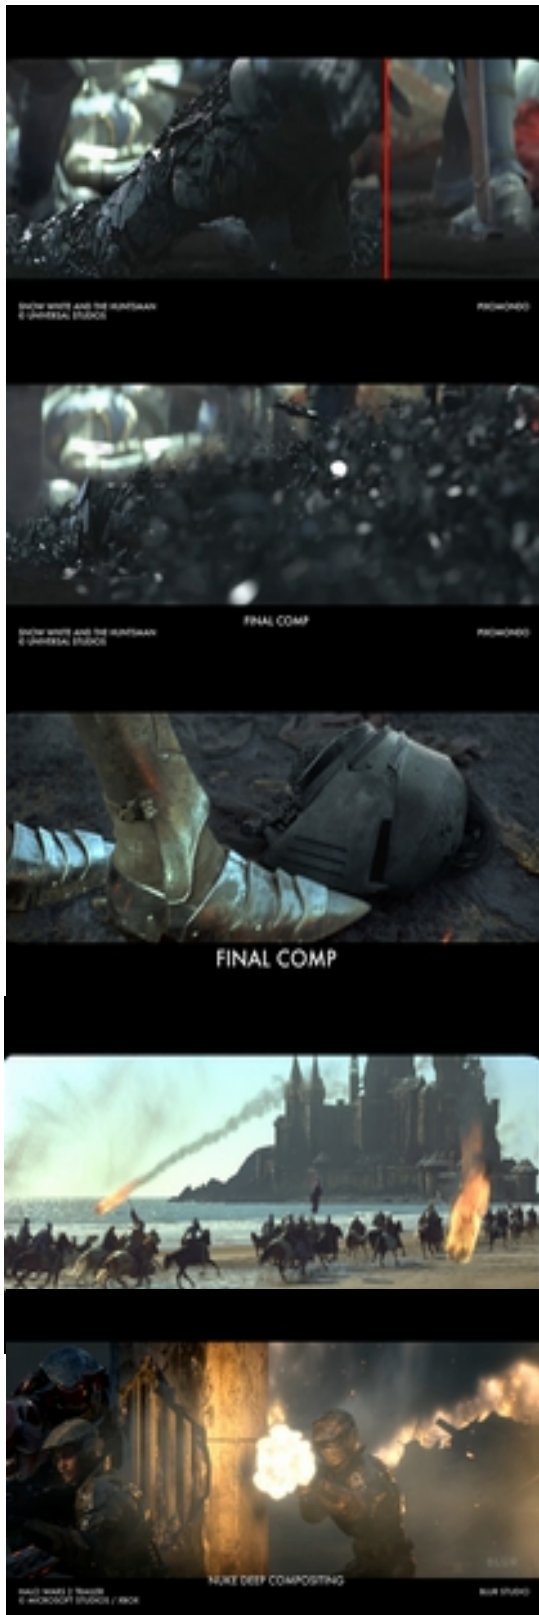 SNOW WHITE AND THE HUNTSMAN
© UNIVERSAL STUDIOS
PIXOMONDO
FINAL COMP
SNOW WHITE AND THE HUNTSMAN
© UNIVERSAL STUDIOS
PIXOMONDO
FINAL COMP
BLUR
NUKE DEEP COMPOSITING
HALO WARS 2 TRAILER
© MICROSOFT STUDIOS / XBOX
BLUR STUDIO